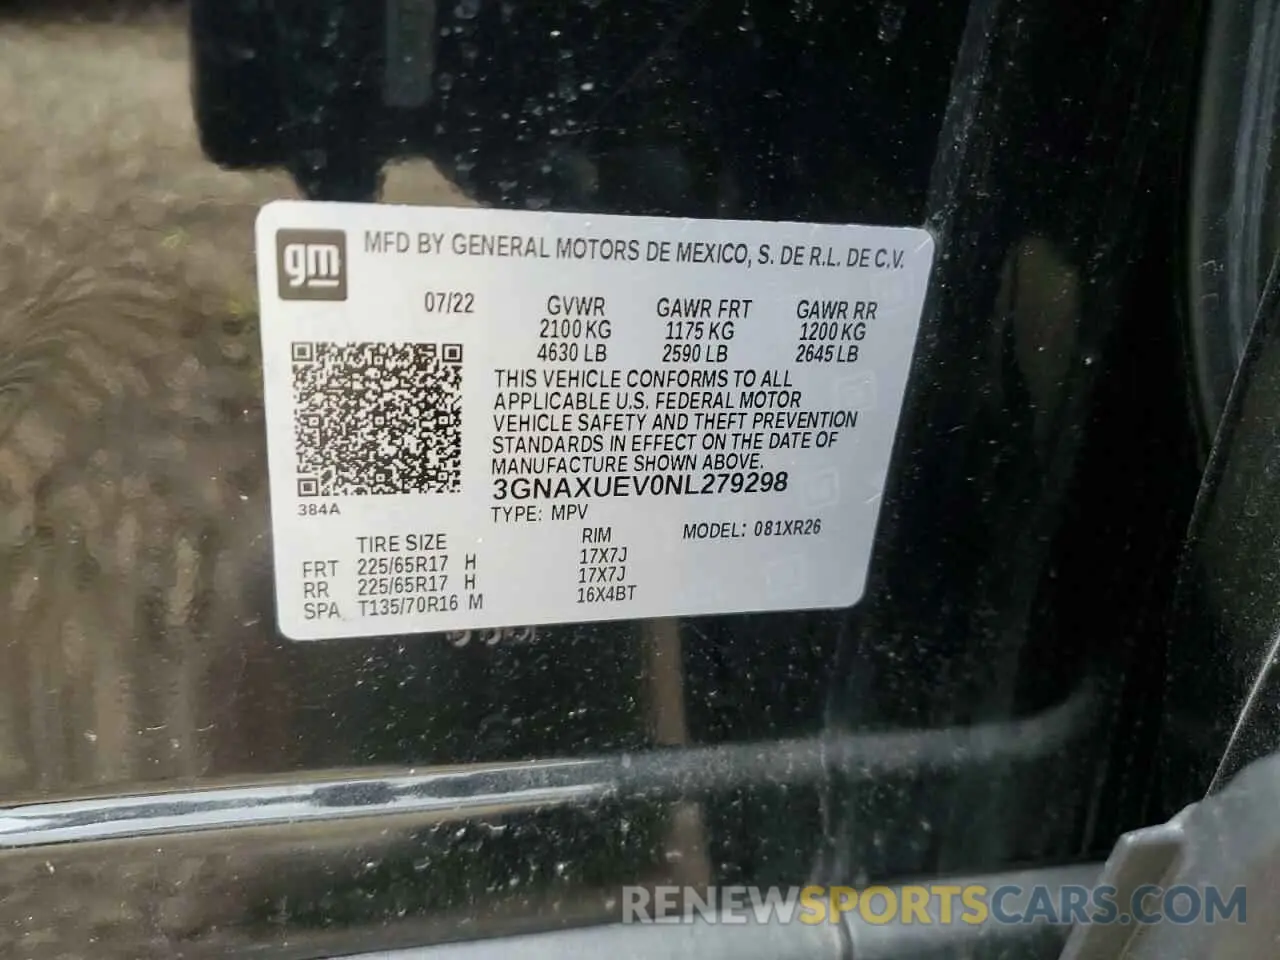 gm
MFD BY GENERAL MOTORS DE MEXICO, S. DE R.L. DE C.V.
07/22 GVWR GAWR FRT GAWR RR
2100 KG 1175 KG 1200 KG
4630 LB 2590 LB 2645 LB
THIS VEHICLE CONFORMS TO ALL
APPLICABLE U.S. FEDERAL MOTOR
VEHICLE SAFETY AND THEFT PREVENTION
STANDARDS IN EFFECT ON THE DATE OF
MANUFACTURE SHOWN ABOVE.
3GNAXUEV0NL279298
384A
TYPE: MPV
MODEL: 081XR26
TIRE SIZE RIM
FRT 225/65R17 H 17X7J
RR 225/65R17 H 17X7J
SPA T135/70R16 M 16X4BT
RENEWSPORTSCARS.COM